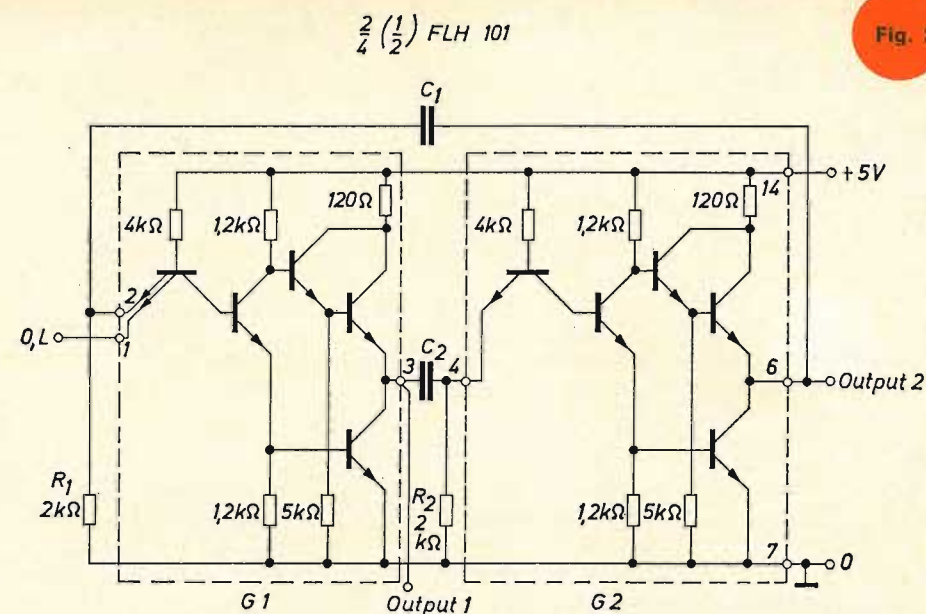 2/4 (1/2) FLH 101
Fig.
C1
+5V
14
4kΩ
1,2kΩ
120Ω
4kΩ
1,2kΩ
120Ω
2
0,L
1
C2
3
4
6
Output 2
R1
2kΩ
1,2kΩ
5kΩ
R2
2
kΩ
1,2kΩ
5kΩ
7
0
G1
Output 1
G2